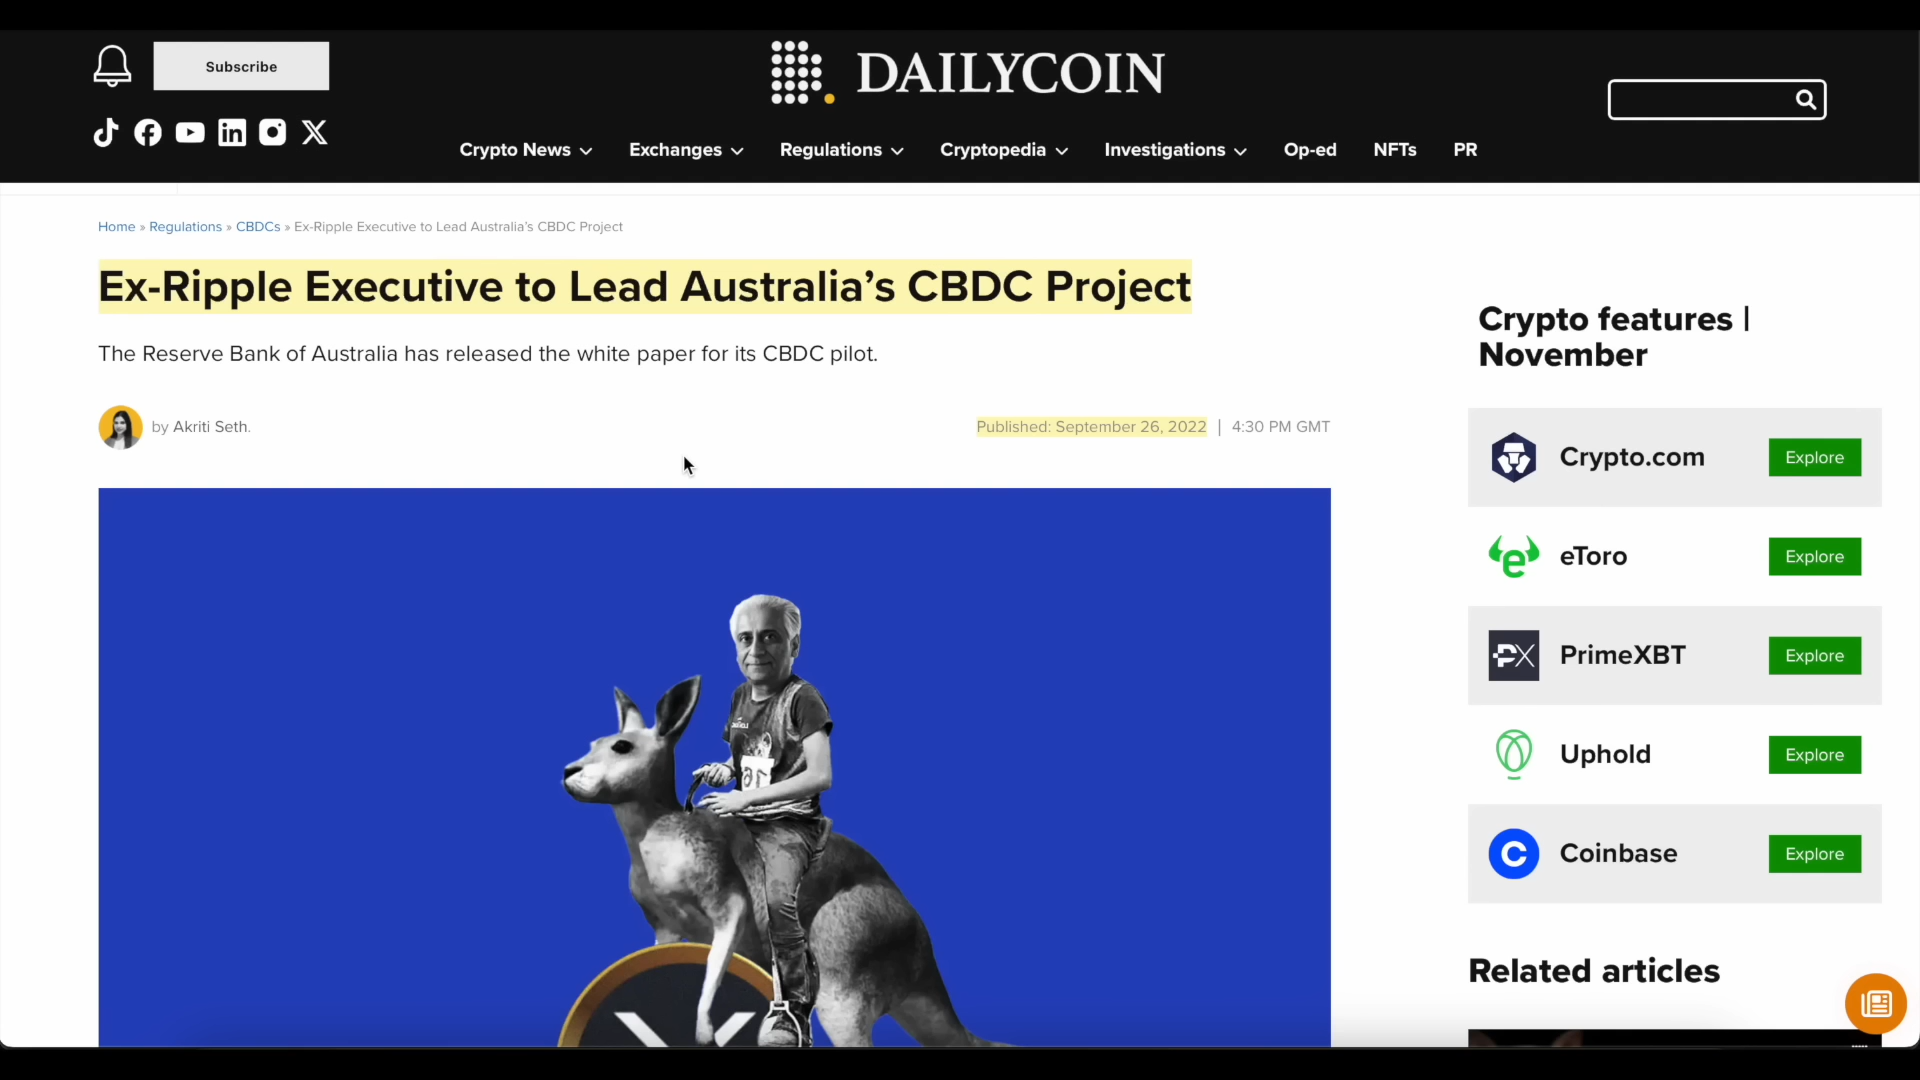 Subscribe
DAILYCOIN
Crypto News
Exchanges
Regulations
Cryptopedia
Investigations
Op-ed
NFTs
PR
Home » Regulations » CBDCs » Ex-Ripple Executive to Lead Australia’s CBDC Project
Ex-Ripple Executive to Lead Australia’s CBDC Project
The Reserve Bank of Australia has released the white paper for its CBDC pilot.
by Akriti Seth.
Published: September 26, 2022 | 4:30 PM GMT
Crypto features |
November
Crypto.com
Explore
eToro
Explore
PrimeXBT
Explore
Uphold
Explore
Coinbase
Explore
Related articles